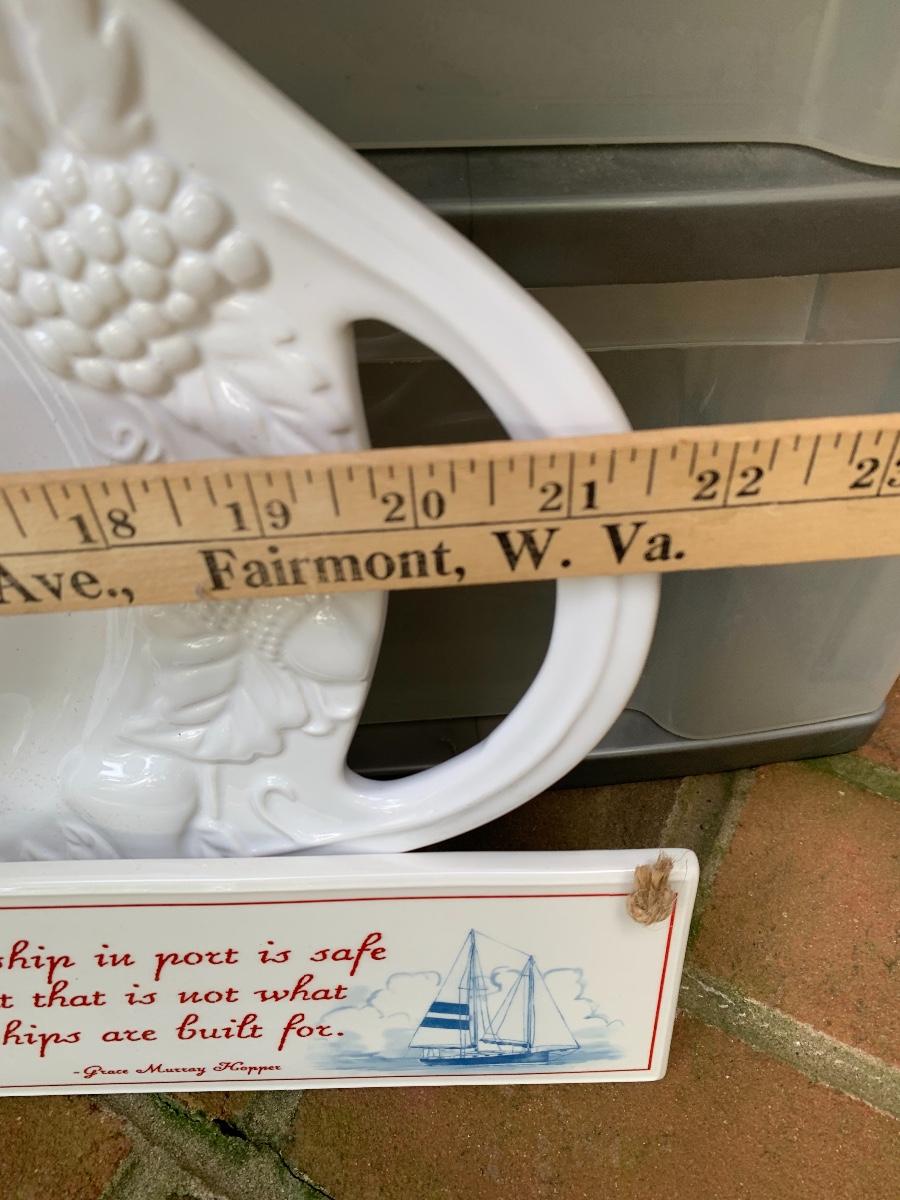 18 19 20 21 22 23
Ave., Fairmont, W. Va.
ship in port is safe
t that is not what
hips are built for.
-Grace Murray Hopper